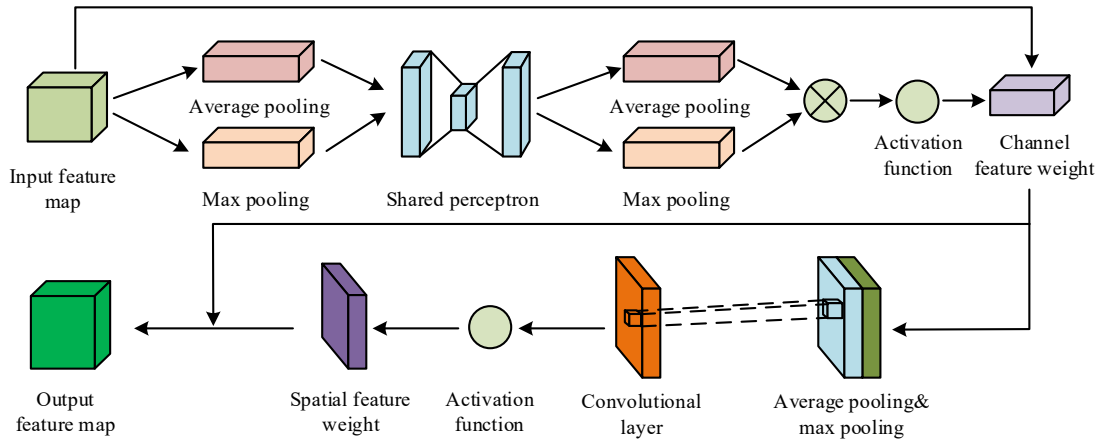 Average pooling
Average pooling
Input feature
map
Max pooling
Shared perceptron
Max pooling
Activation
function
Channel
feature weight
Output
feature map
Spatial feature
weight
Activation
function
Convolutional
layer
Average pooling&
max pooling